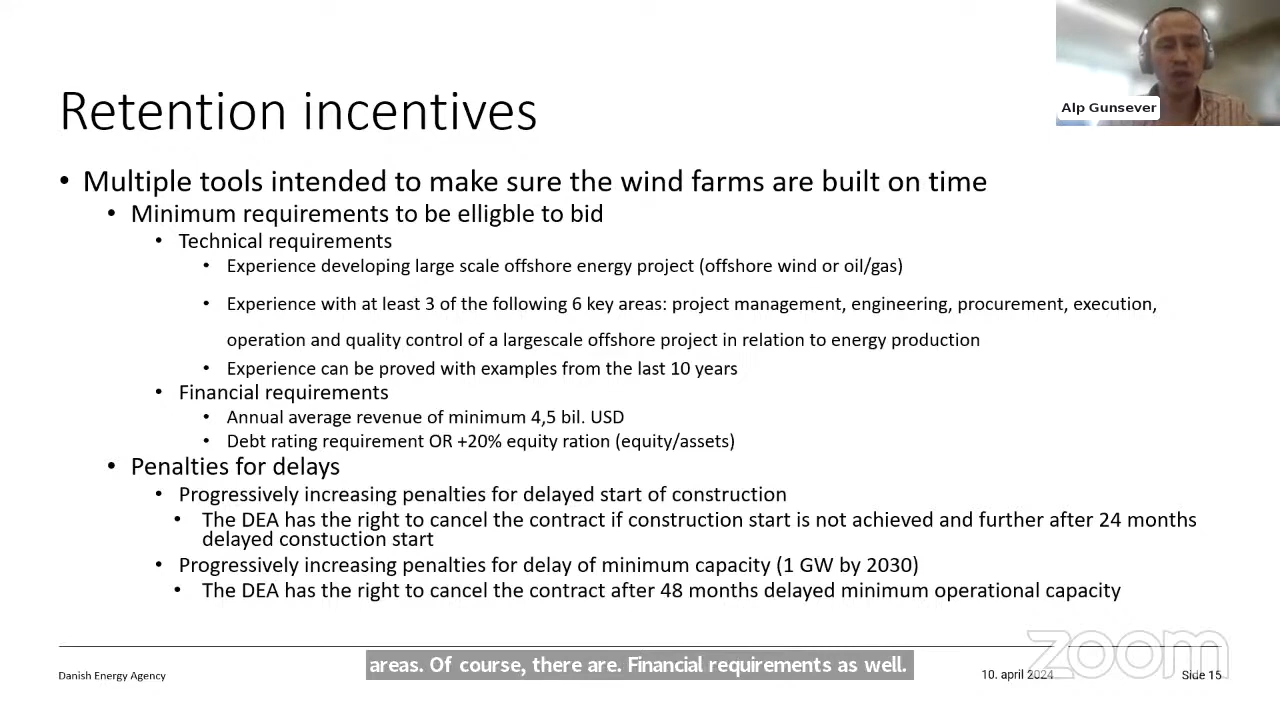 Alp Gunsever
Retention incentives
• Multiple tools intended to make sure the wind farms are built on time
• Minimum requirements to be elligble to bid
• Technical requirements
• Experience developing large scale offshore energy project (offshore wind or oil/gas)
• Experience with at least 3 of the following 6 key areas: project management, engineering, procurement, execution,
operation and quality control of a largescale offshore project in relation to energy production
• Experience can be proved with examples from the last 10 years
• Financial requirements
• Annual average revenue of minimum 4,5 bil. USD
• Debt rating requirement OR +20% equity ration (equity/assets)
• Penalties for delays
• Progressively increasing penalties for delayed start of construction
• The DEA has the right to cancel the contract if construction start is not achieved and further after 24 months
delayed constuction start
• Progressively increasing penalties for delay of minimum capacity (1 GW by 2030)
• The DEA has the right to cancel the contract after 48 months delayed minimum operational capacity
areas. Of course, there are. Financial requirements as well.
Danish Energy Agency
10. april 2024
Side 15
zoom